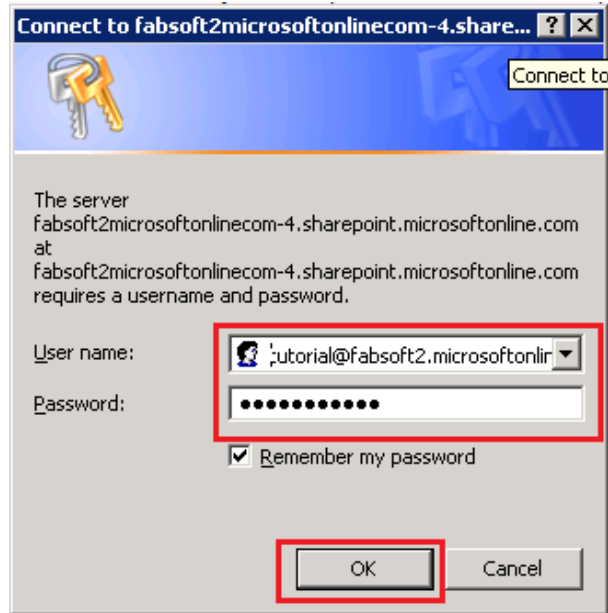 Connect to fabsoft2microsoftonlinecom-4.share...
Connect to
The server
fabsoft2microsoftonlinecom-4.sharepoint.microsoftonline.com
at
fabsoft2microsoftonlinecom-4.sharepoint.microsoftonline.com
requires a username and password.
User name:
utorial@fabsoft2.microsoftonlin
Password:
●●●●●●●●●●●
Remember my password
OK Cancel